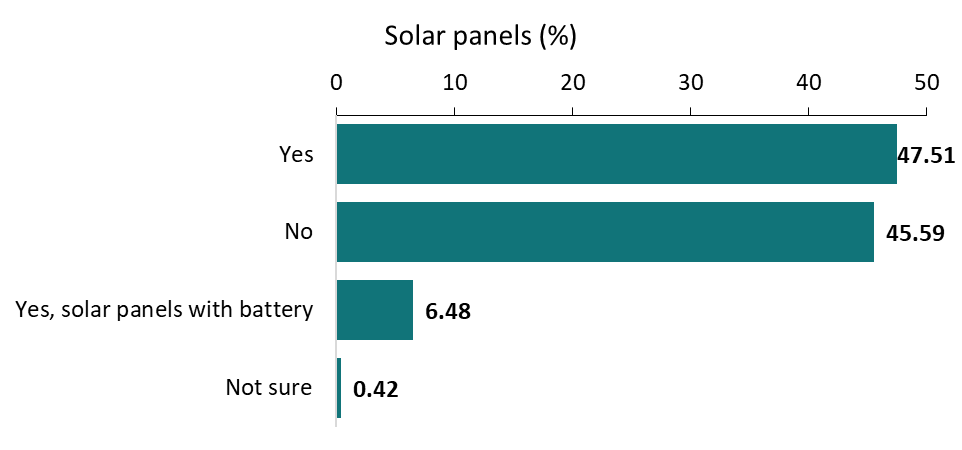 Solar panels (%)
0 10 20 30 40 50
Yes 47.51
No 45.59
Yes, solar panels with battery 6.48
Not sure 0.42